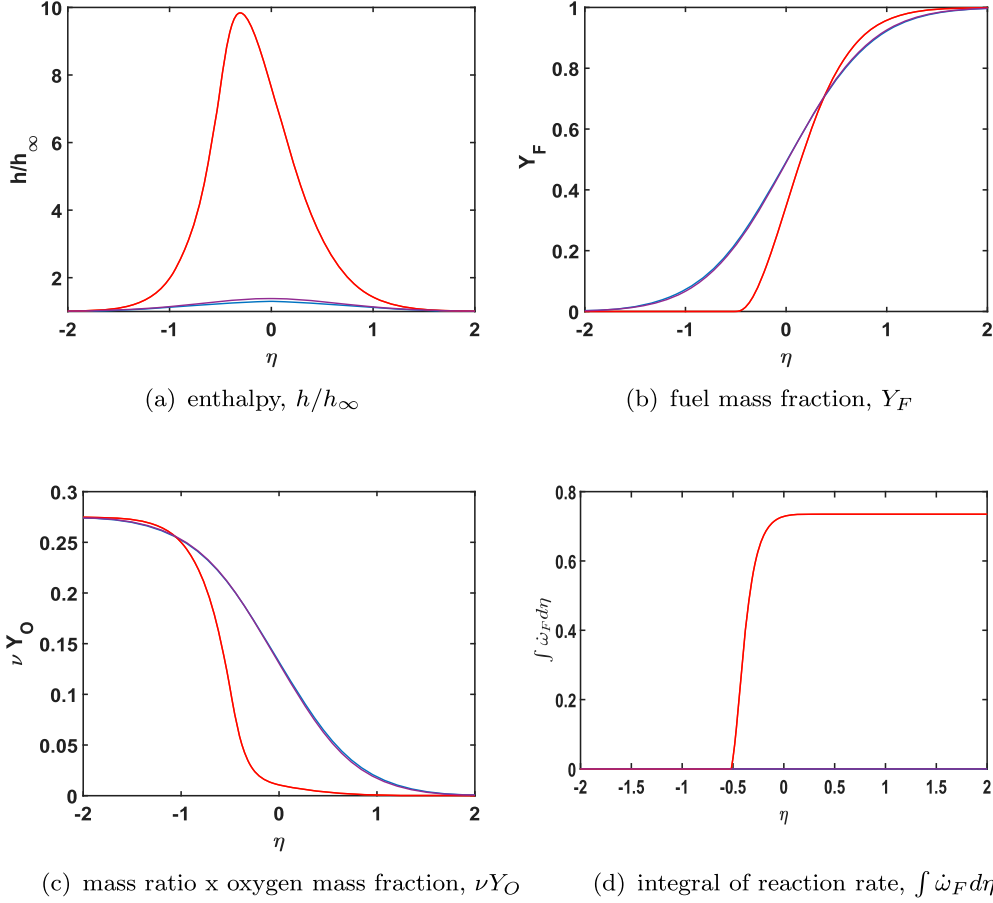 10
8
6
4
2
h/h∞
-2 -1 0 1 2
η
(a) enthalpy, h/h∞
1
0.8
0.6
0.4
0.2
0
Y_F
-2 -1 0 1 2
η
(b) fuel mass fraction, Y_F
0.3
0.25
0.2
0.15
0.1
0.05
0
ν Y_O
-2 -1 0 1 2
η
(c) mass ratio x oxygen mass fraction, νY_O
0.8
0.6
0.4
0.2
0
∫ ω̇_F dη
-2 -1.5 -1 -0.5 0 0.5 1 1.5 2
η
(d) integral of reaction rate, ∫ ω̇_F dη